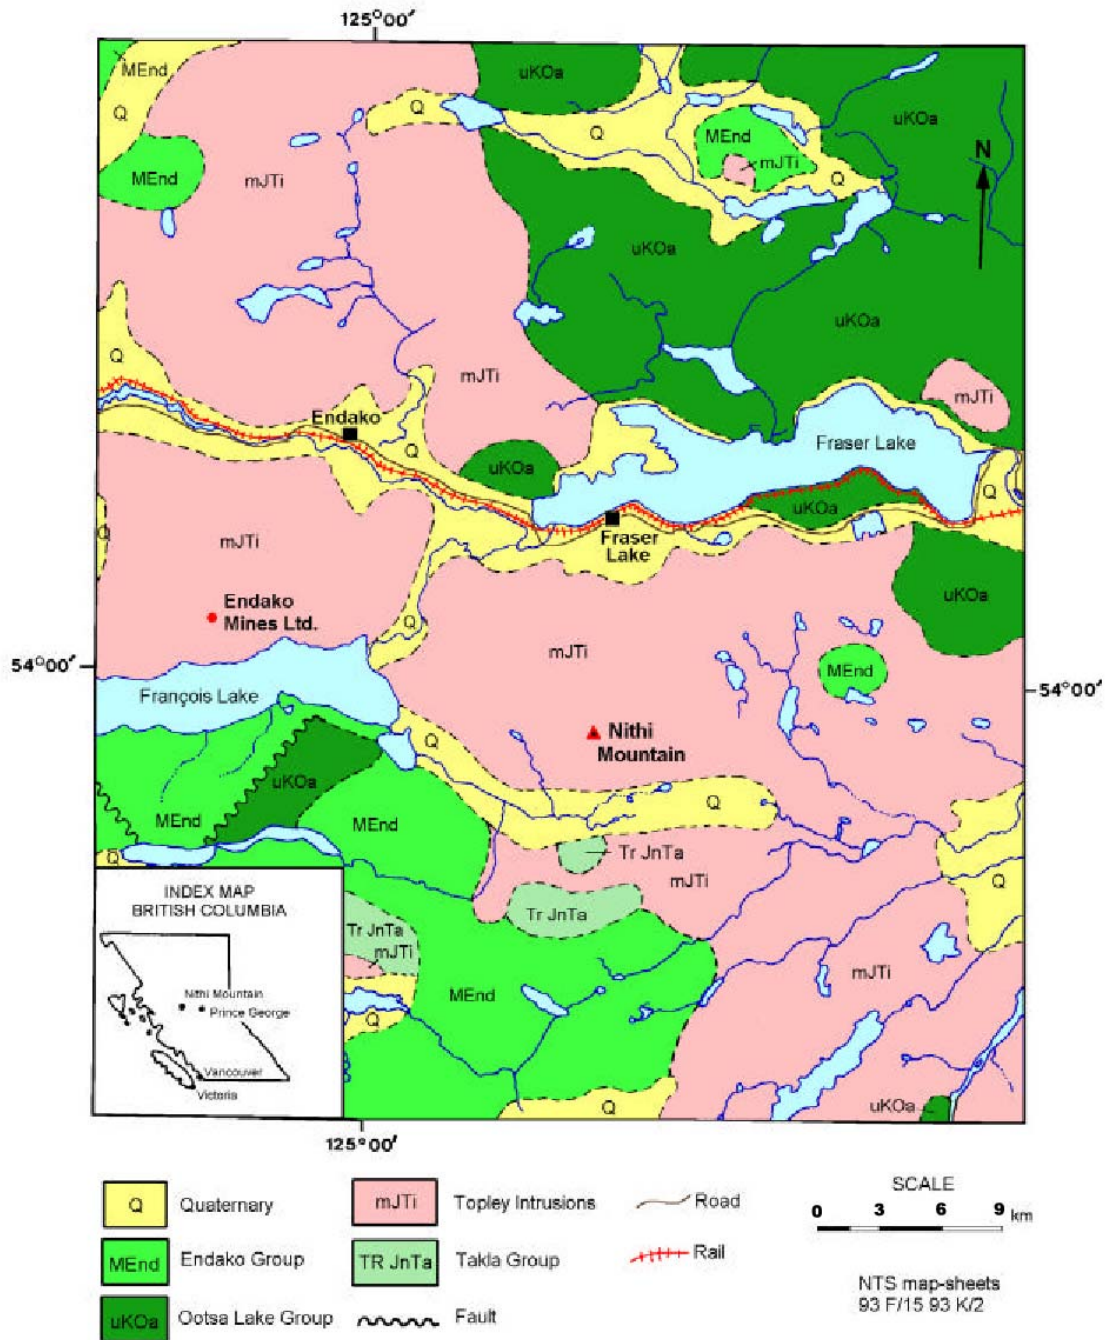 125°00′
MEnd
uKOa
Q
Q
Q
uKOa
MEnd
mJTi
MEnd
mJTi
Q
N
uKOa
uKOa
Q
mJTi
mJTi
Endako
Q
uKOa
Fraser Lake
Q
uKOa
Q
Fraser
Lake
mJTi
uKOa
Endako
Mines Ltd.
Q
mJTi
54°00′
MEnd
François Lake
54°00′
Q
Nithi
Mountain
uKOa
Q
MEnd
MEnd
Q
Tr JnTa
mJTi
Q
Tr JnTa
INDEX MAP
BRITISH COLUMBIA
Tr JnTa
mJTi
mJTi
MEnd
Nithi Mountain
Prince George
Q
Vancouver
Victoria
Q
uKOa
125°00′
Q Quaternary
mJTi Topley Intrusions
Road
SCALE
0 3 6 9 km
MEnd Endako Group
TR JnTa Takla Group
Rail
NTS map-sheets
93 F/15 93 K/2
uKOa Ootsa Lake Group
Fault